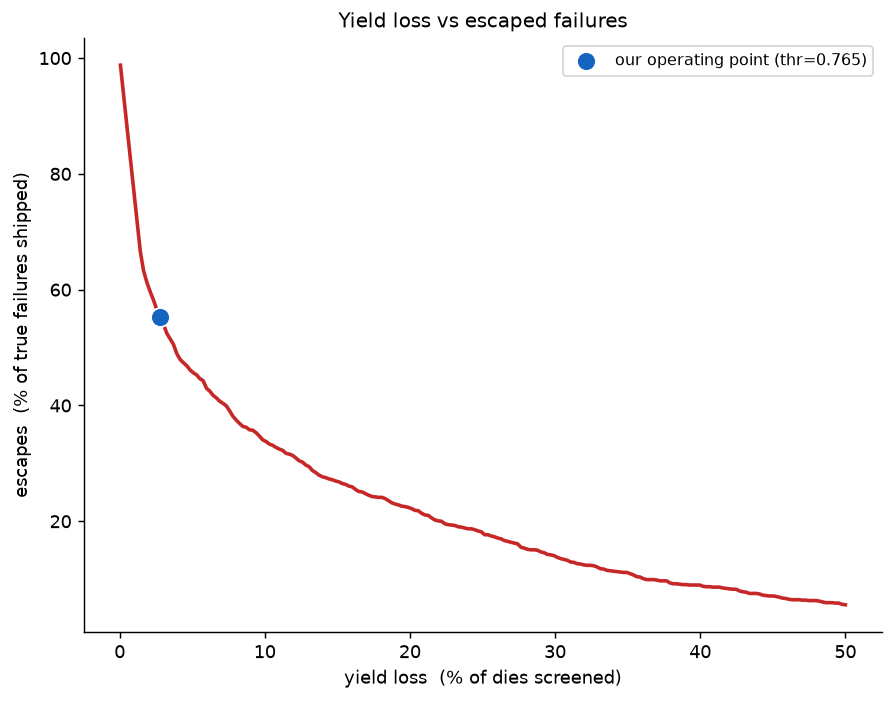 Yield loss vs escaped failures
our operating point (thr=0.765)
100
80
60
40
20
escapes (% of true failures shipped)
0
10
20
30
40
50
yield loss (% of dies screened)